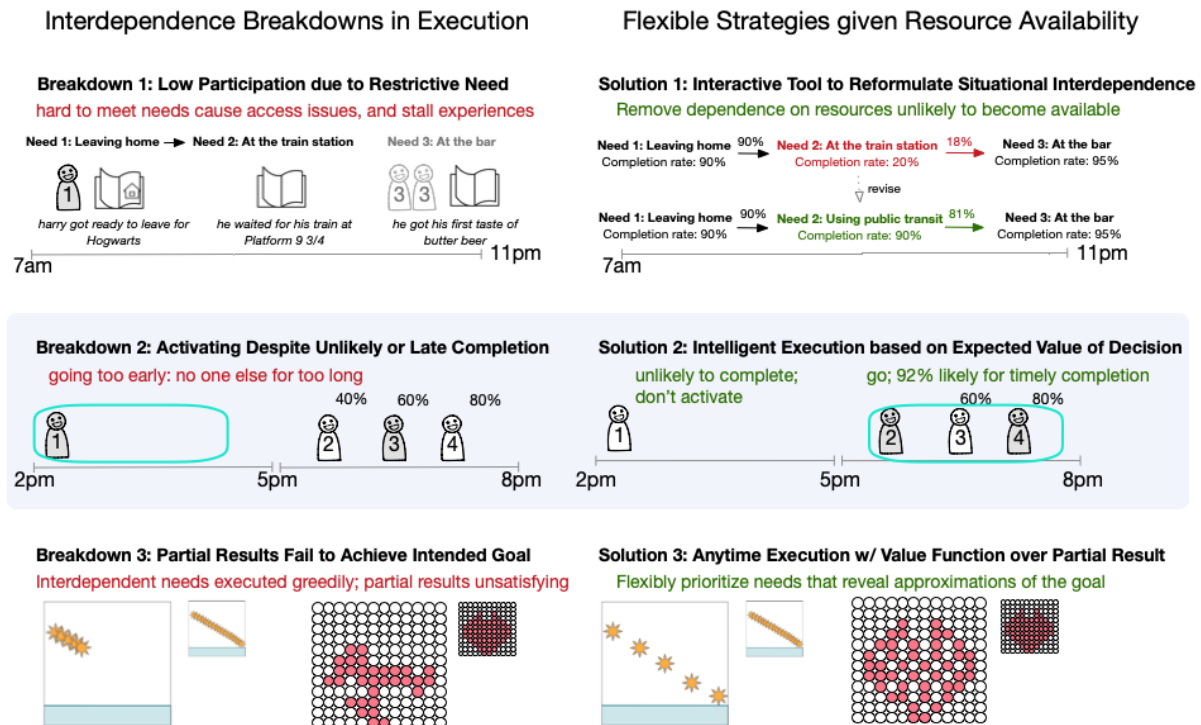 Interdependence Breakdowns in Execution
Flexible Strategies given Resource Availability
Breakdown 1: Low Participation due to Restrictive Need
hard to meet needs cause access issues, and stall experiences
Need 1: Leaving home
Need 2: At the train station
Need 3: At the bar
1
3
3
harry got ready to leave for
Hogwarts
he waited for his train at
Platform 9 3/4
he got his first taste of
butter beer
7am
11pm
Solution 1: Interactive Tool to Reformulate Situational Interdependence
Remove dependence on resources unlikely to become available
Need 1: Leaving home
Completion rate: 90%
90%
Need 2: At the train station
Completion rate: 20%
18%
Need 3: At the bar
Completion rate: 95%
revise
Need 1: Leaving home
Completion rate: 90%
90%
Need 2: Using public transit
Completion rate: 90%
81%
Need 3: At the bar
Completion rate: 95%
7am
11pm
Breakdown 2: Activating Despite Unlikely or Late Completion
going too early: no one else for too long
40%
60%
80%
1
2
3
4
2pm
5pm
8pm
Solution 2: Intelligent Execution based on Expected Value of Decision
unlikely to complete;
don't activate
go; 92% likely for timely completion
60%
80%
1
2
3
4
2pm
5pm
8pm
Breakdown 3: Partial Results Fail to Achieve Intended Goal
Interdependent needs executed greedily; partial results unsatisfying
Solution 3: Anytime Execution w/ Value Function over Partial Result
Flexibly prioritize needs that reveal approximations of the goal